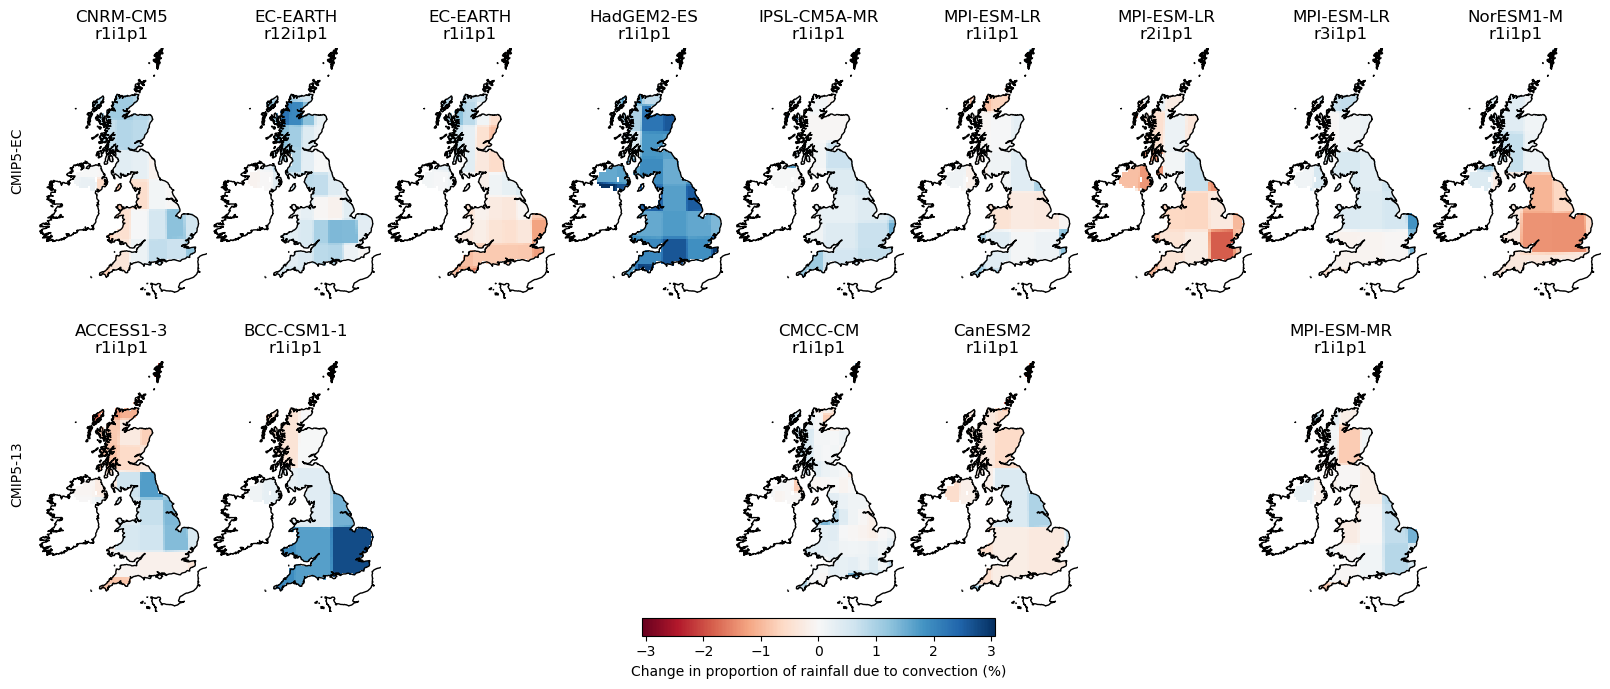 CNRM-CM5
r1i1p1
EC-EARTH
r12i1p1
EC-EARTH
r1i1p1
HadGEM2-ES
r1i1p1
IPSL-CM5A-MR
r1i1p1
MPI-ESM-LR
r1i1p1
MPI-ESM-LR
r2i1p1
MPI-ESM-LR
r3i1p1
NorESM1-M
r1i1p1
CMIP5-EC
ACCESS1-3
r1i1p1
BCC-CSM1-1
r1i1p1
CMCC-CM
r1i1p1
CanESM2
r1i1p1
MPI-ESM-MR
r1i1p1
CMIP5-13
−3 −2 −1 0 1 2 3
Change in proportion of rainfall due to convection (%)